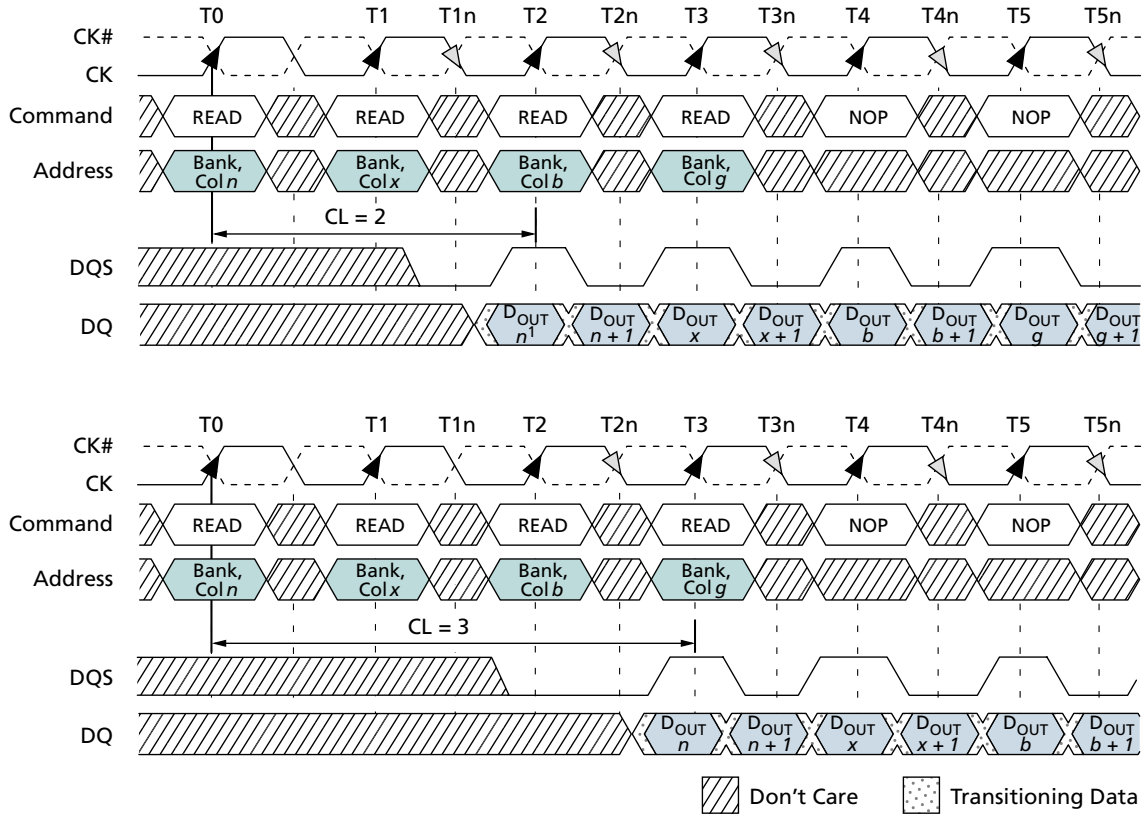 T0 T1 T1n T2 T2n T3 T3n T4 T4n T5 T5n
CK#
CK
Command READ READ READ READ NOP NOP
Address Bank, Col n Bank, Col x Bank, Col b Bank, Col g
CL = 2
DQS
DQ DOUT n1 DOUT n + 1 DOUT x DOUT x + 1 DOUT b DOUT b + 1 DOUT g DOUT g + 1
T0 T1 T1n T2 T2n T3 T3n T4 T4n T5 T5n
CK#
CK
Command READ READ READ READ NOP NOP
Address Bank, Col n Bank, Col x Bank, Col b Bank, Col g
CL = 3
DQS
DQ DOUT n DOUT n + 1 DOUT x DOUT x + 1 DOUT b DOUT b + 1
Don't Care Transitioning Data